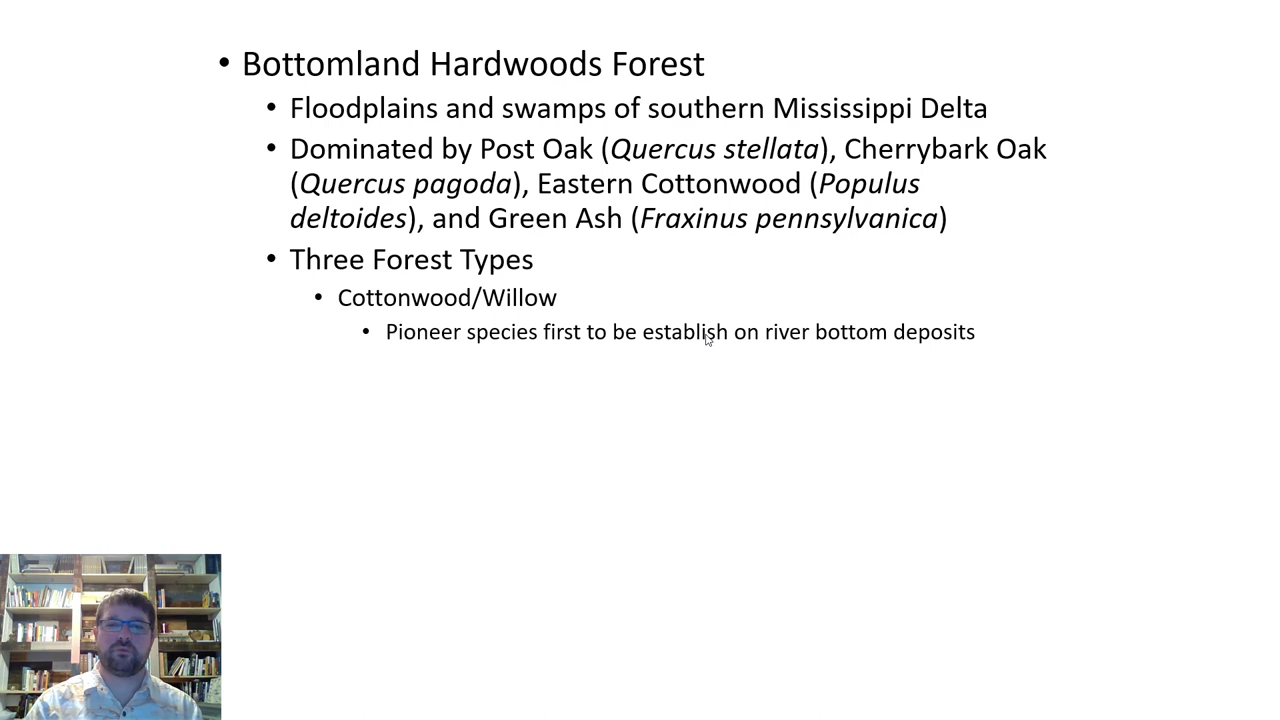 • Bottomland Hardwoods Forest
• Floodplains and swamps of southern Mississippi Delta
• Dominated by Post Oak (Quercus stellata), Cherrybark Oak
(Quercus pagoda), Eastern Cottonwood (Populus
deltoides), and Green Ash (Fraxinus pennsylvanica)
• Three Forest Types
• Cottonwood/Willow
• Pioneer species first to be establish on river bottom deposits